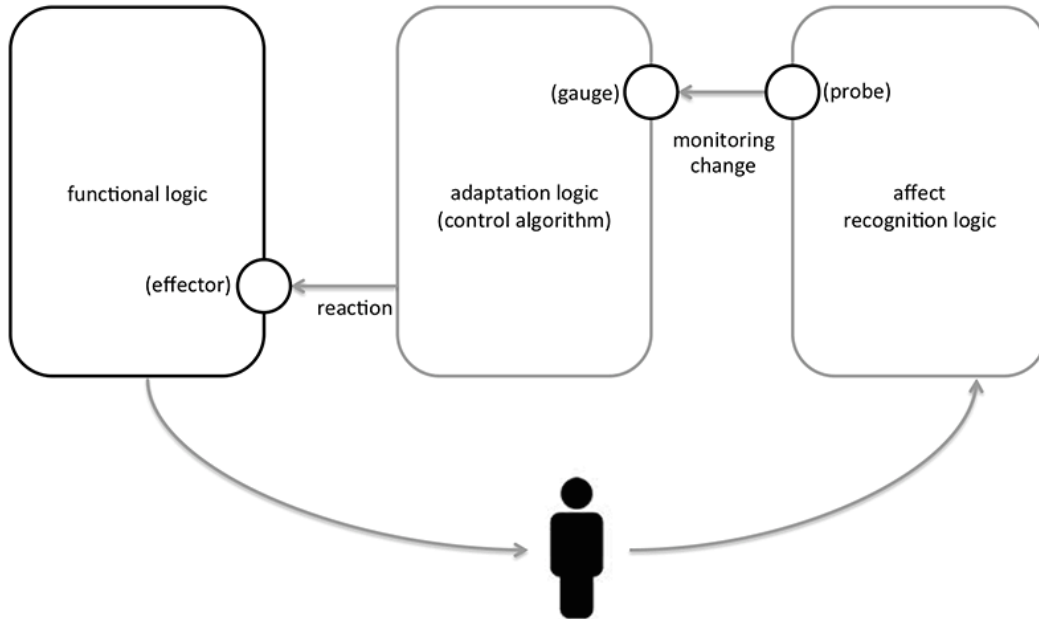 functional logic
(effector)
reaction
adaptation logic
(control algorithm)
(gauge)
monitoring
change
(probe)
affect
recognition logic